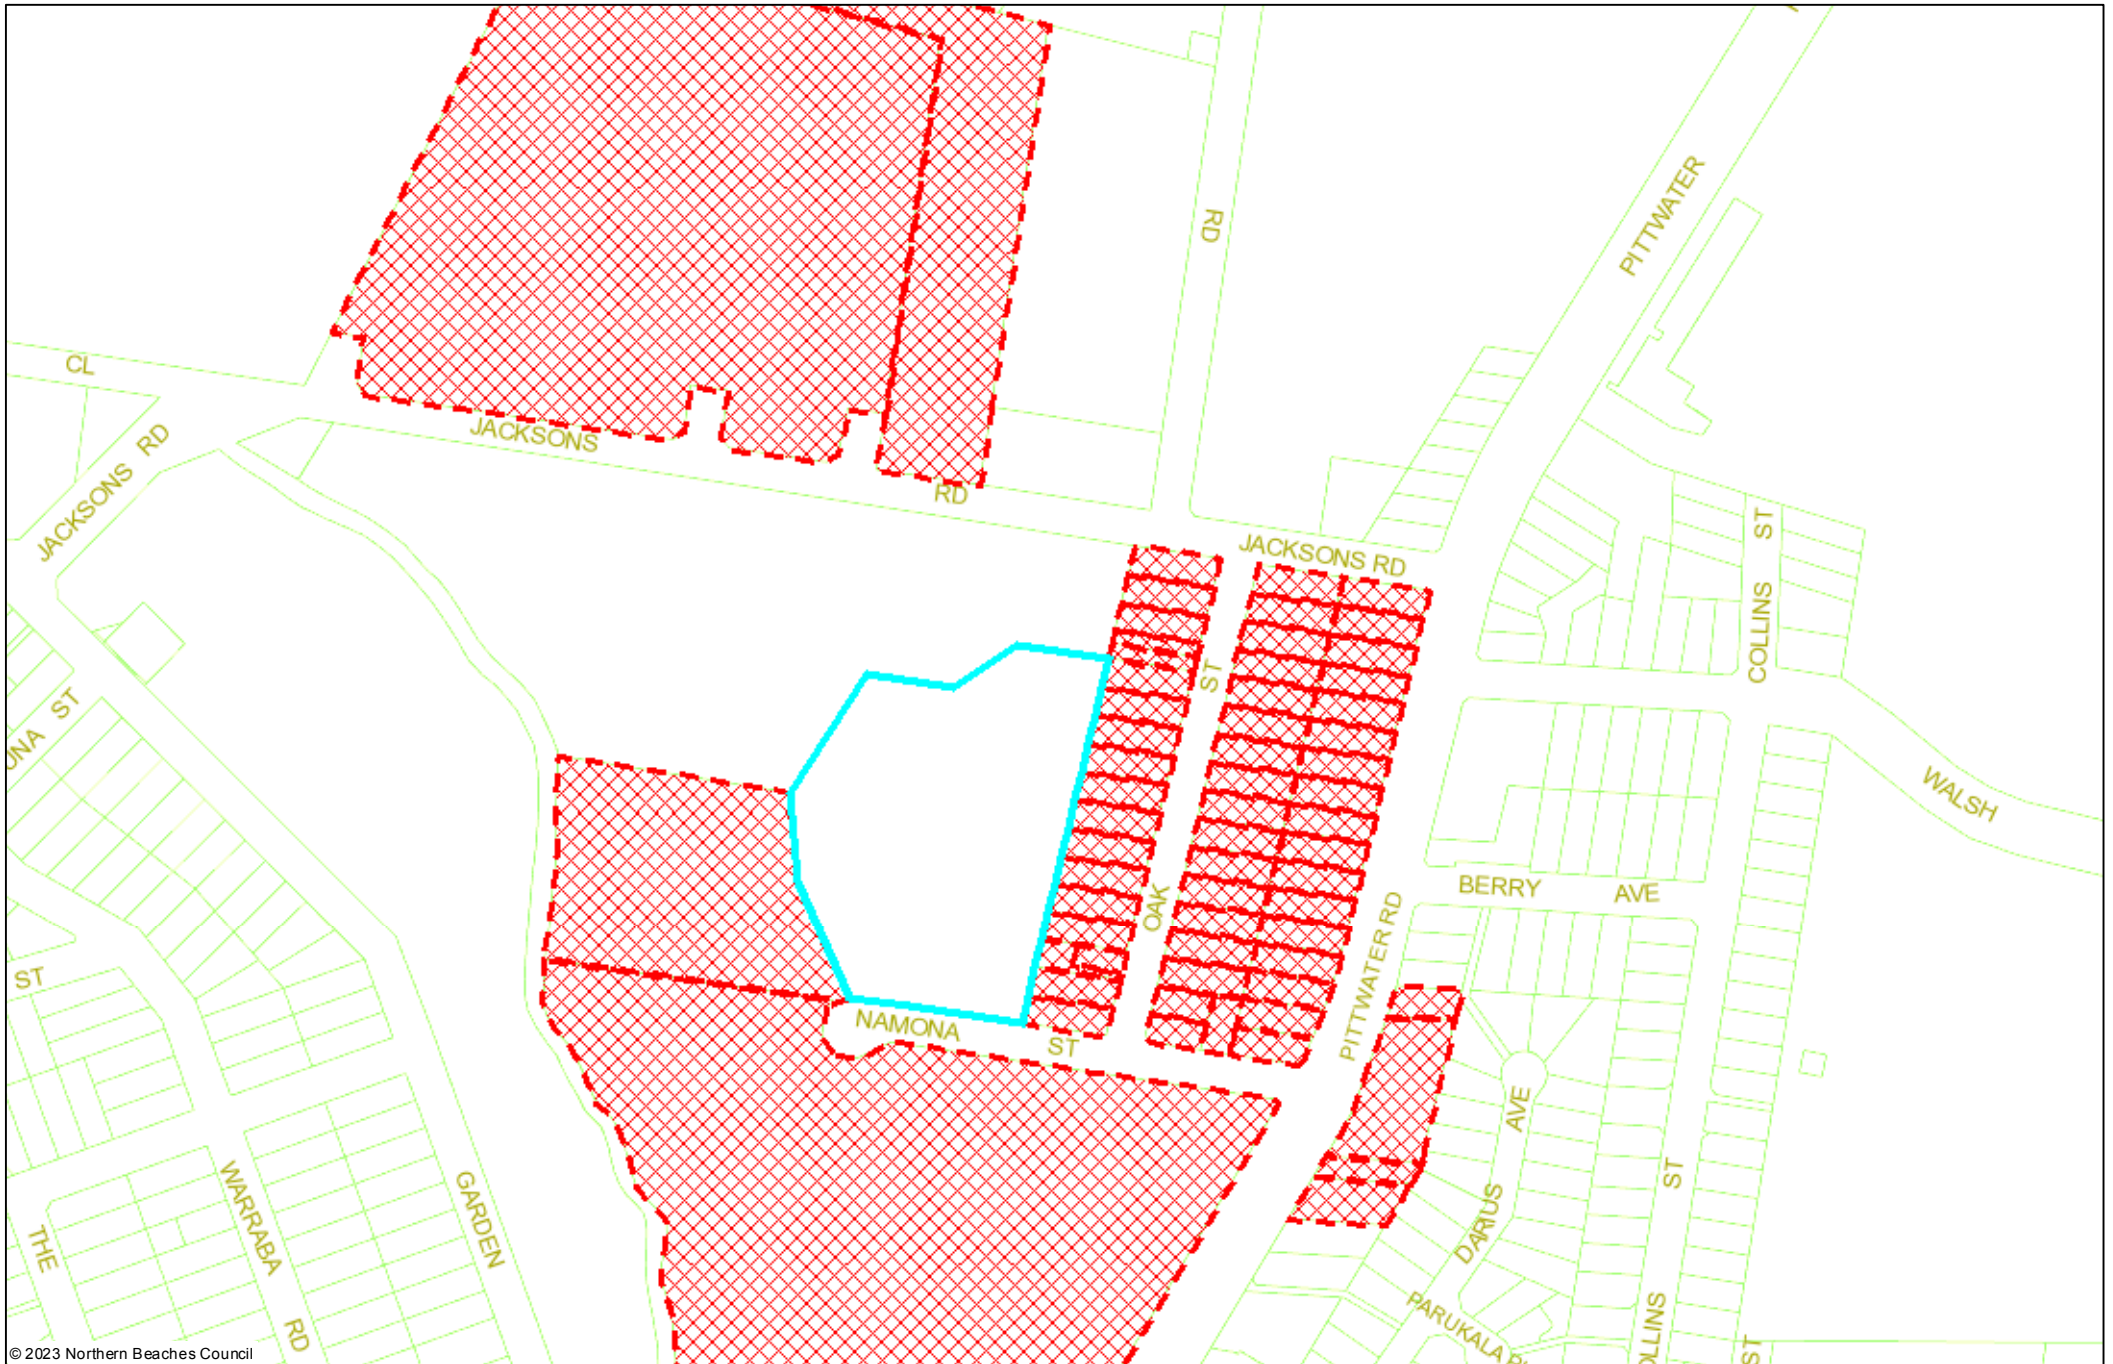 RD
PITTWATER
CL
JACKSONS RD
JACKSONS
RD
JACKSONS RD
COLLINS ST
ST
OAK
ST
WALSH
BERRY AVE
PITTWATER RD
ST
NAMONA ST
AVE
DARIUS
ST
THE
WARRABA
RD
GARDEN
PARUKALA
ST
© 2023 Northern Beaches Council